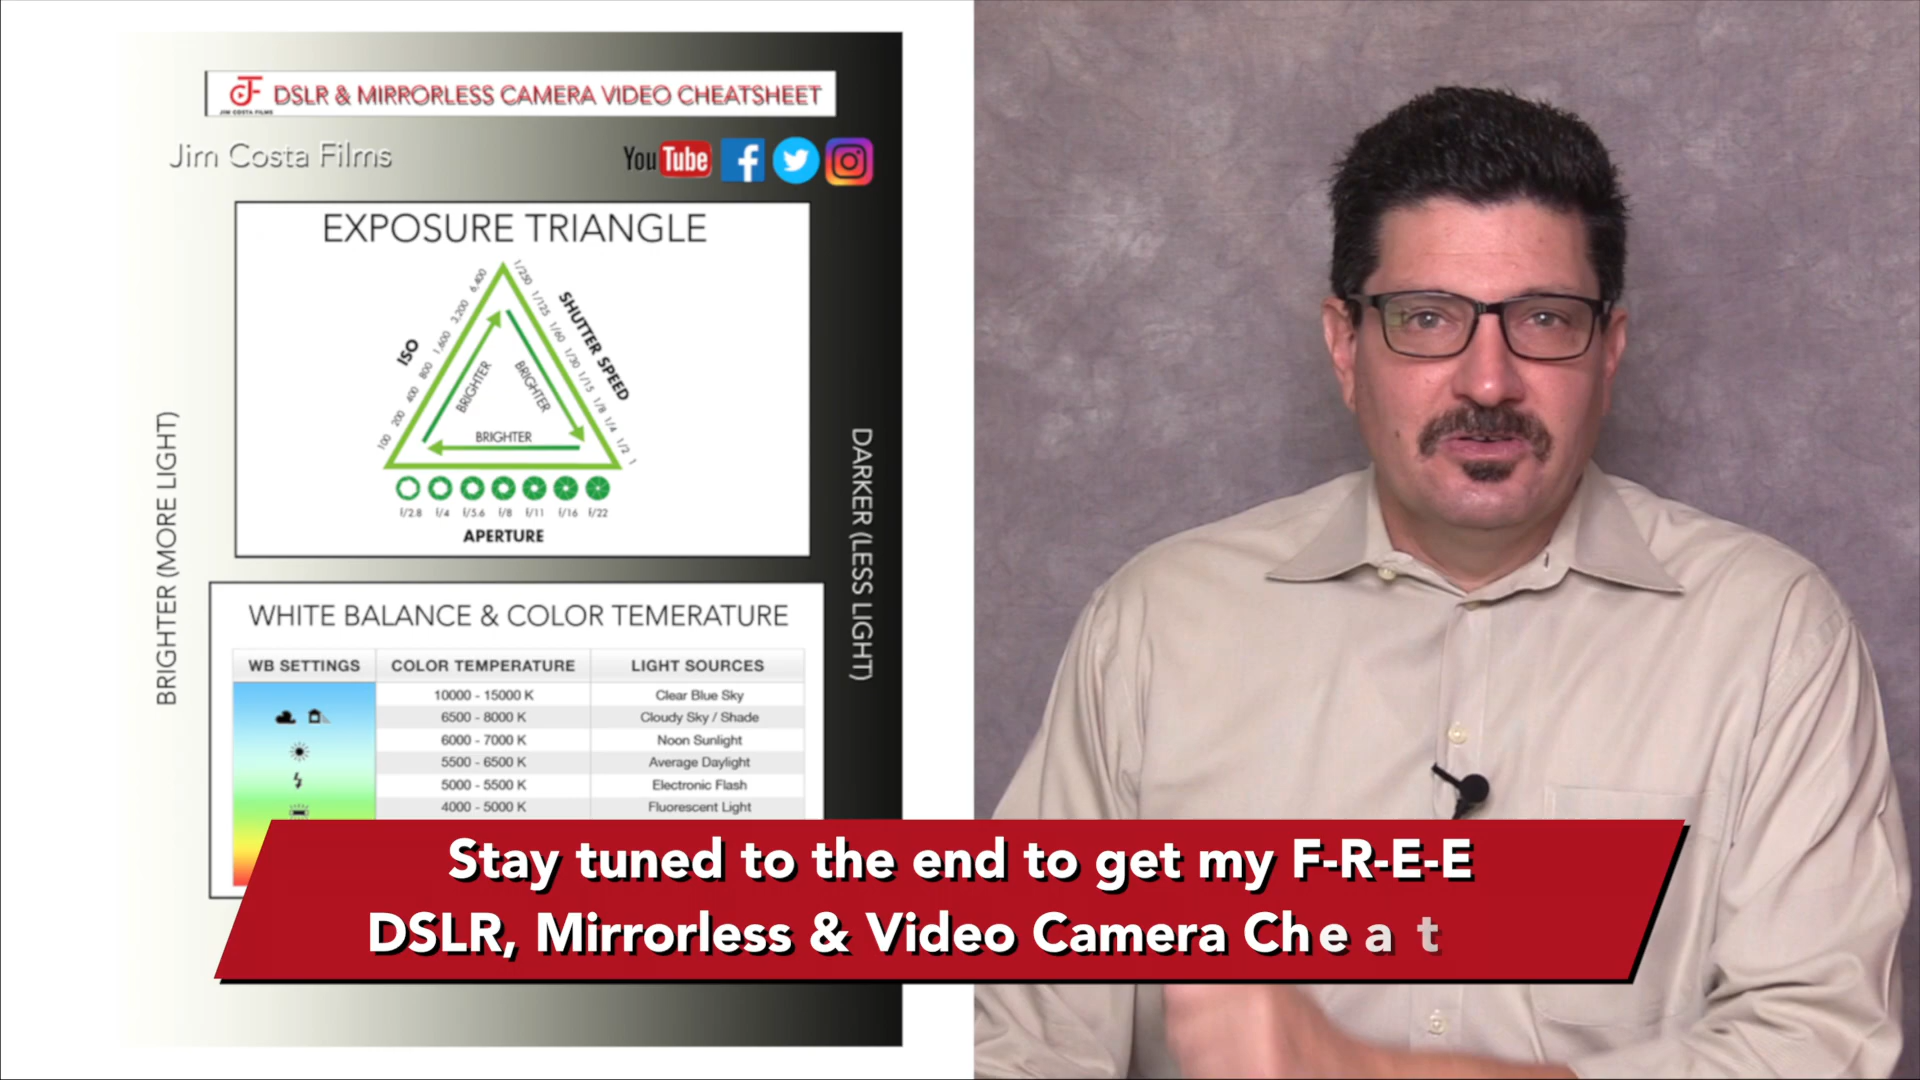 JIM COSTA FILMS
DSLR & MIRRORLESS CAMERA VIDEO CHEATSHEET
Jim Costa Films
YouTube
EXPOSURE TRIANGLE
ISO
100 200 400 800 1,600 3,200 6,400
SHUTTER SPEED
1/250 1/125 1/60 1/30 1/15 1/8 1/4 1/2 1
BRIGHTER
BRIGHTER
BRIGHTER
f/2.8 f/4 f/5.6 f/8 f/11 f/16 f/22
APERTURE
BRIGHTER (MORE LIGHT)
DARKER (LESS LIGHT)
WHITE BALANCE & COLOR TEMERATURE
WB SETTINGS COLOR TEMPERATURE LIGHT SOURCES
10000 - 15000 K Clear Blue Sky
6500 - 8000 K Cloudy Sky / Shade
6000 - 7000 K Noon Sunlight
5500 - 6500 K Average Daylight
5000 - 5500 K Electronic Flash
4000 - 5000 K Fluorescent Light
Stay tuned to the end to get my F-R-E-E
DSLR, Mirrorless & Video Camera Cheat